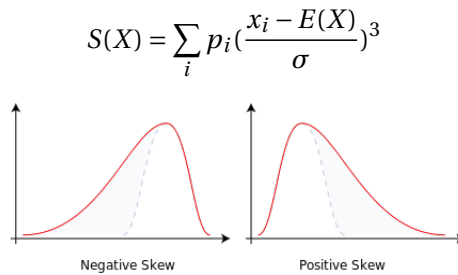 S(X) = ∑_i p_i((x_i − E(X))/σ)^3
Negative Skew Positive Skew